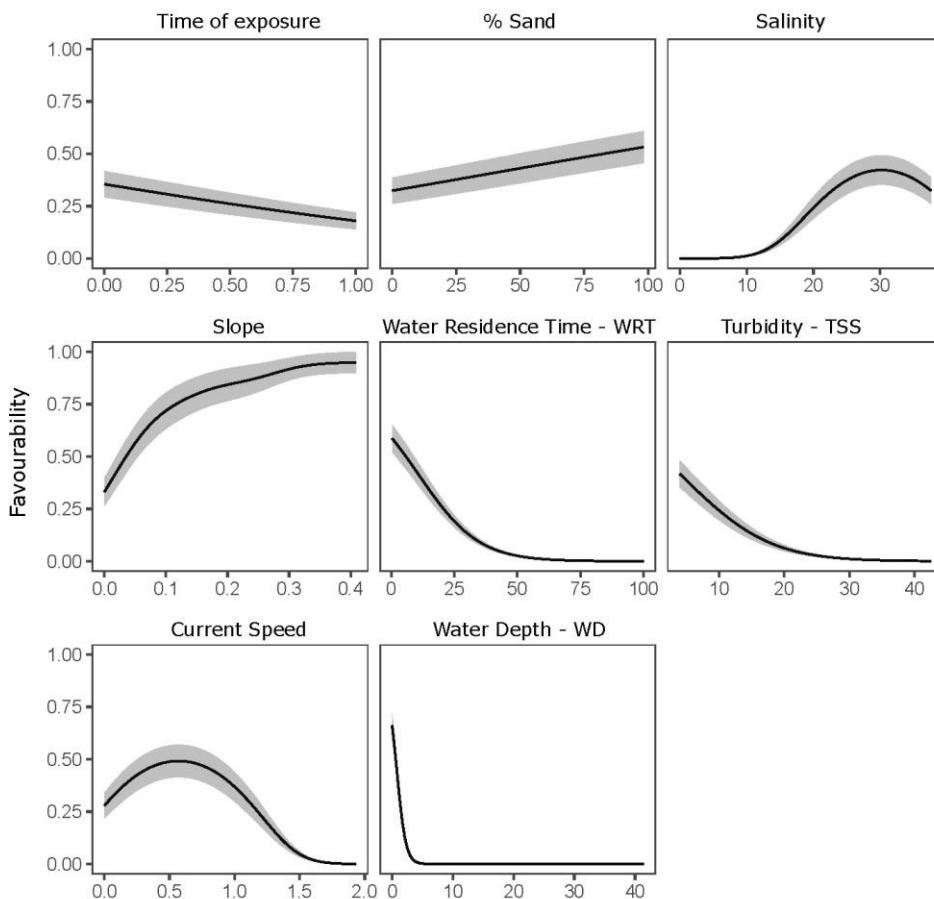 Time of exposure
% Sand
Salinity
1.00
0.75
0.50
0.25
0.00
0.00 0.25 0.50 0.75 1.00
0 25 50 75 100
0 10 20 30
Slope
Water Residence Time - WRT
Turbidity - TSS
Favourability
1.00
0.75
0.50
0.25
0.00
0.0 0.1 0.2 0.3 0.4
0 25 50 75 100
10 20 30 40
Current Speed
Water Depth - WD
1.00
0.75
0.50
0.25
0.00
0.0 0.5 1.0 1.5 2.0
0 10 20 30 40